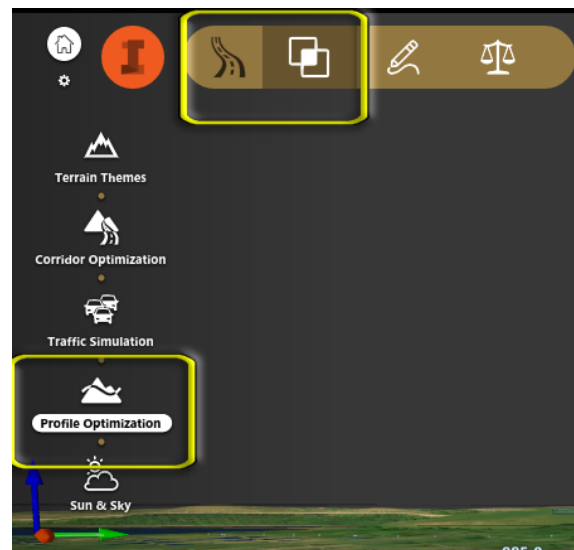 Terrain Themes
Corridor Optimization
Traffic Simulation
Profile Optimization
Sun & Sky